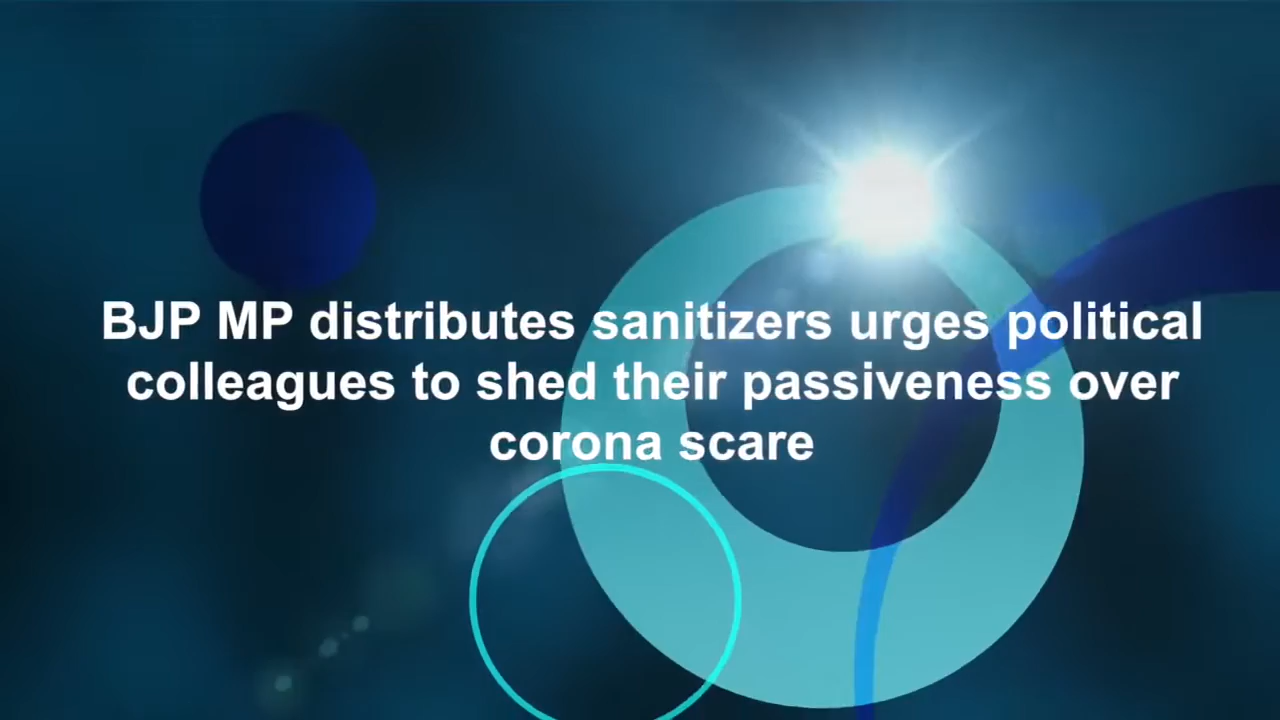 BJP MP distributes sanitizers urges political
colleagues to shed their passiveness over
corona scare